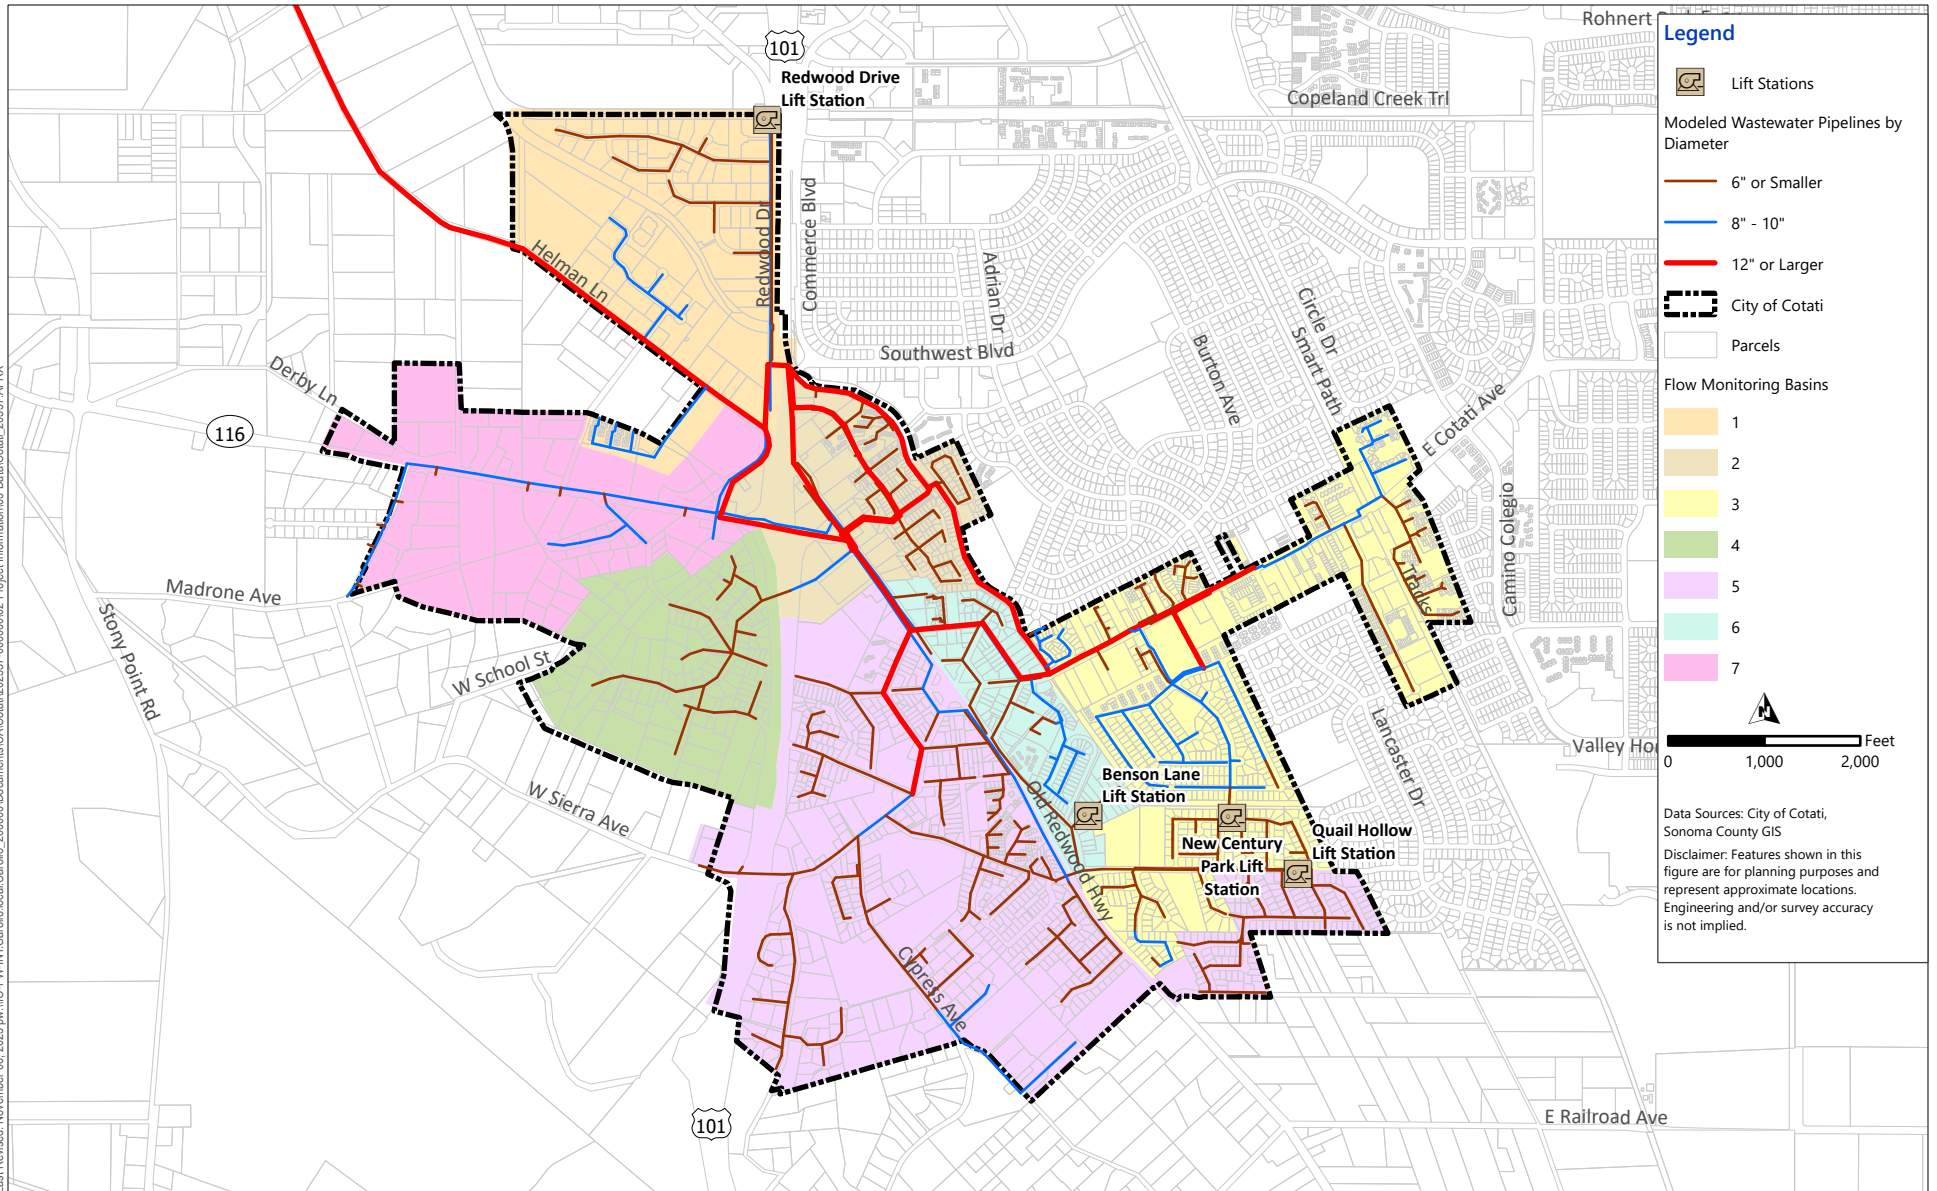 101
Redwood Drive
Lift Station
Copeland Creek Trl
Rohnert
Redwood Dr
Commerce Blvd
Helman Ln
Adrian Dr
Southwest Blvd
Burton Ave
Circle Dr
Smart Path
E Cotati Ave
Camino Colegio
Derby Ln
116
Madrone Ave
Stony Point Rd
W School St
W Sierra Ave
Tracks
Lancaster Dr
Valley Ho
Old Redwood Hwy
Benson Lane
Lift Station
New Century
Park Lift
Station
Quail Hollow
Lift Station
Cypress Ave
101
E Railroad Ave
Legend
Lift Stations
Modeled Wastewater Pipelines by
Diameter
6" or Smaller
8" - 10"
12" or Larger
City of Cotati
Parcels
Flow Monitoring Basins
1
2
3
4
5
6
7
N
Feet
0 1,000 2,000
Data Sources: City of Cotati,
Sonoma County GIS
Disclaimer: Features shown in this
figure are for planning purposes and
represent approximate locations.
Engineering and/or survey accuracy
is not implied.